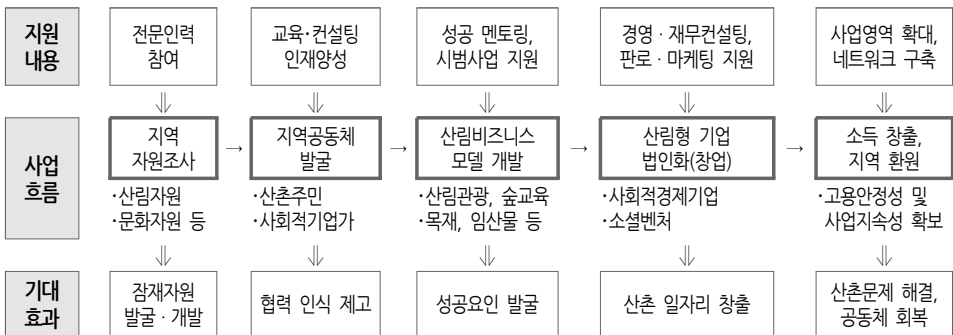 지원
내용
전문인력
참여
교육·컨설팅
인재양성
성공 멘토링,
시범사업 지원
경영·재무컨설팅,
판로·마케팅 지원
사업영역 확대,
네트워크 구축
사업
흐름
지역
자원조사
→
지역공동체
발굴
→
산림비즈니스
모델 개발
→
산림형 기업
법인화(창업)
→
소득 창출,
지역 환원
·산림자원
·문화자원 등
·산촌주민
·사회적기업가
·산림관광, 숲교육
·목재, 임산물 등
·사회적경제기업
·소셜벤처
·고용안정성 및
사업지속성 확보
기대
효과
잠재자원
발굴·개발
협력 인식 제고
성공요인 발굴
산촌 일자리 창출
산촌문제 해결,
공동체 회복